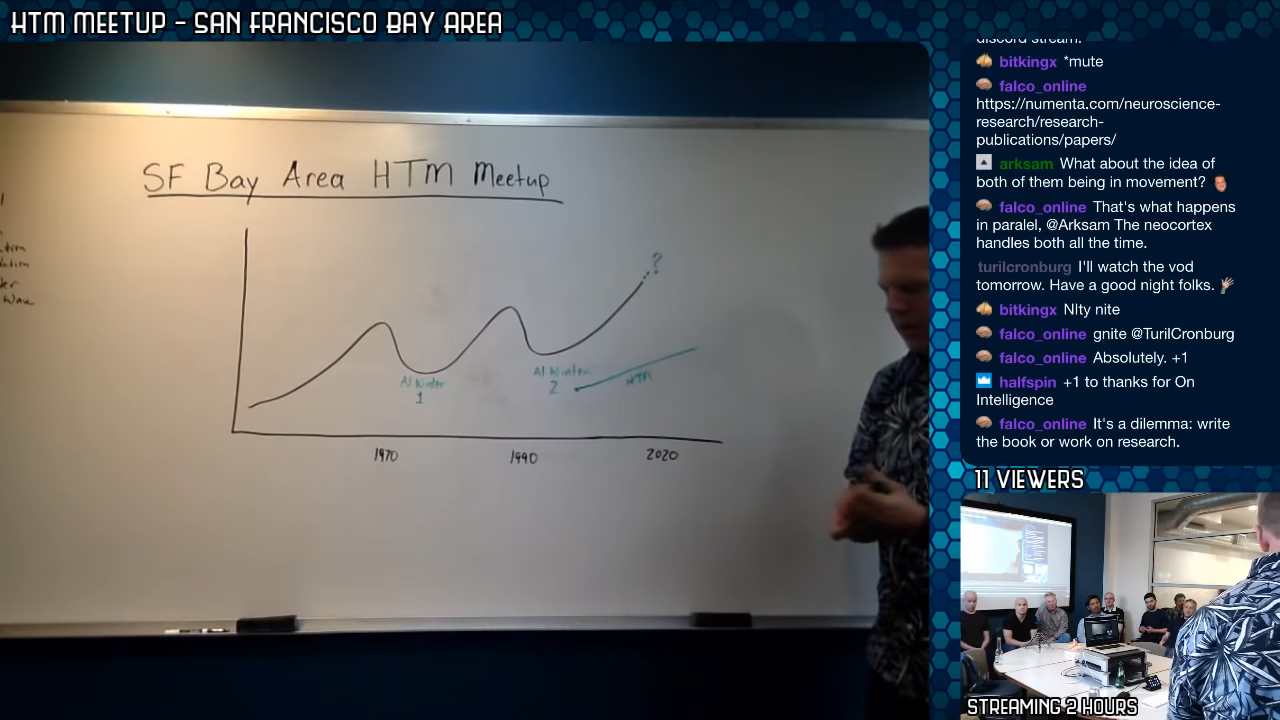 HTM MEETUP - SAN FRANCISCO BAY AREA
SF Bay Area HTM Meetup
?
AI Winter
1
AI Winter
2
HTM
1970
1990
2020
discord stream.
bitkingx *mute
falco_online
https://numenta.com/neuroscience-
research/research-
publications/papers/
arksam What about the idea of
both of them being in movement?
falco_online That's what happens
in paralel, @Arksam The neocortex
handles both all the time.
turilcronburg I'll watch the vod
tomorrow. Have a good night folks.
bitkingx NIty nite
falco_online gnite @TurilCronburg
falco_online Absolutely. +1
halfspin +1 to thanks for On
Intelligence
falco_online It's a dilemma: write
the book or work on research.
11 VIEWERS
STREAMING 2 HOURS